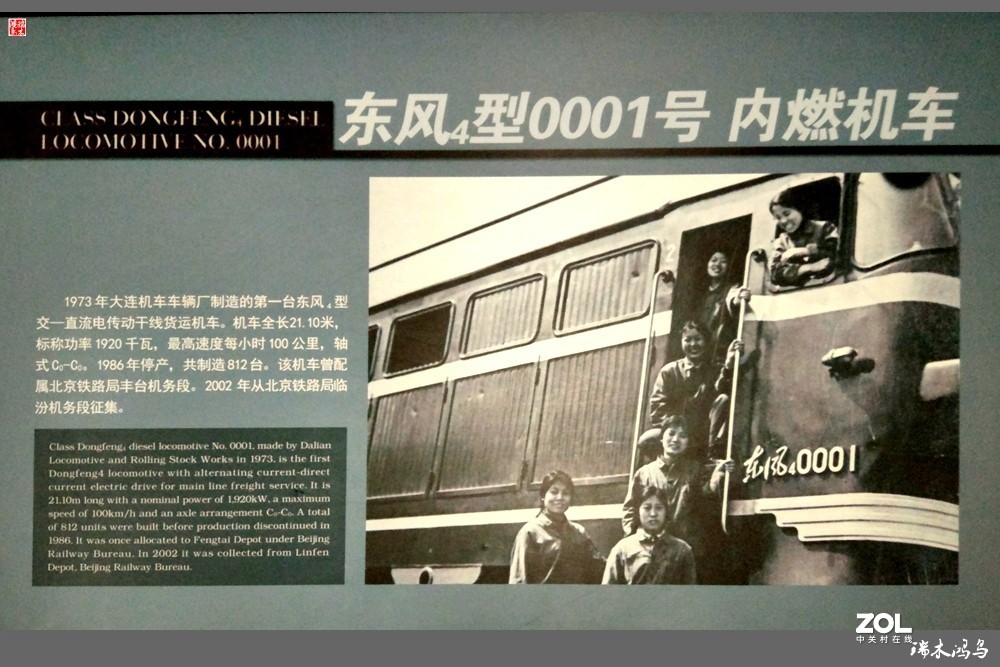 CLASS DONGFENG₄ DIESEL
LOCOMOTIVE NO. 0001
东风₄型0001号 内燃机车
1973年大连机车车辆厂制造的第一台东风₄型
交—直流电传动干线货运机车。机车全长21.10米，
标称功率1920千瓦，最高速度每小时100公里，轴
式C₀-C₀。1986年停产，共制造812台。该机车曾配
属北京铁路局丰台机务段。2002 年从北京铁路局临
汾机务段征集。
Class Dongfeng₄ diesel locomotive No. 0001, made by Dalian
Locomotive and Rolling Stock Works in 1973, is the first
Dongfeng4 locomotive with alternating current-direct
current electric drive for main line freight service. It is
21.10m long with a nominal power of 1,920kW, a maximum
speed of 100km/h and an axle arrangement C₀-C₀. A total
of 812 units were built before production discontinued in
1986. It was once allocated to Fengtai Depot under Beijing
Railway Bureau. In 2002 it was collected from Linfen
Depot, Beijing Railway Bureau.
东风₄0001
ZOL
中关村在线
瑞木鸿乌